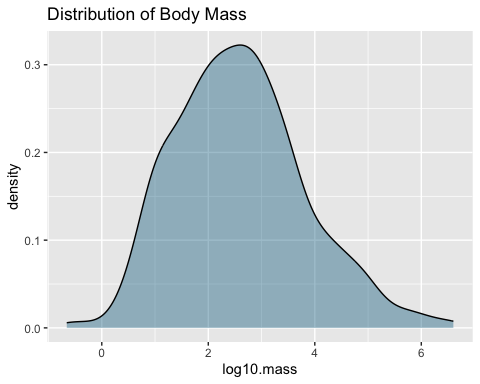 Distribution of Body Mass
0.3
0.2
0.1
0.0
density
0 2 4 6
log10.mass